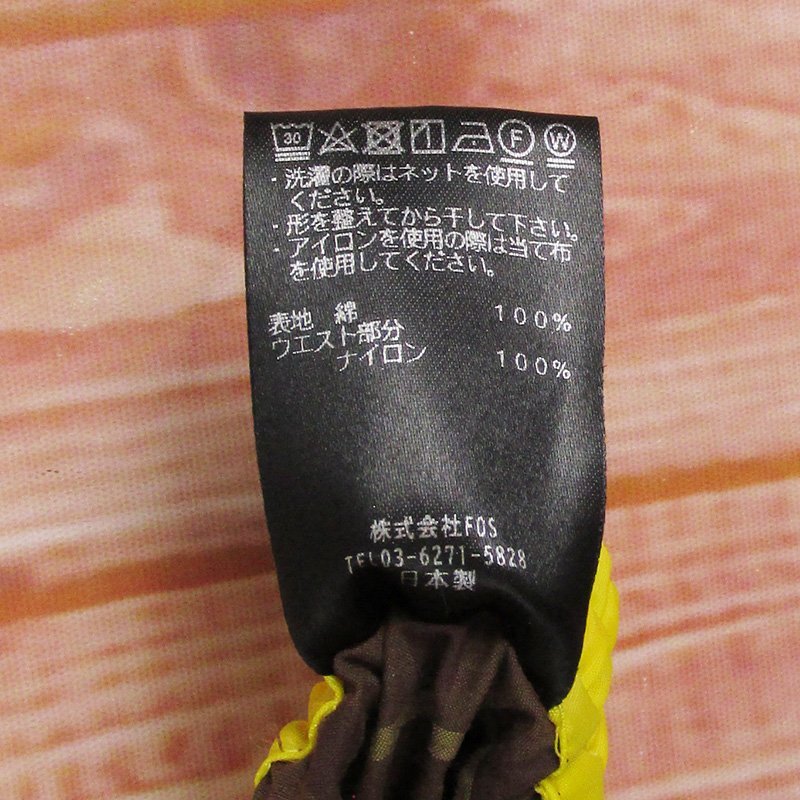 30 F W
・洗濯の際はネットを使用して
ください。
・形を整えてから干して下さい。
・アイロンを使用の際は当て布
を使用してください。
表地 綿 100%
ウエスト部分
ナイロン 100%
株式会社FOS
TEL03-6271-5828
日本製